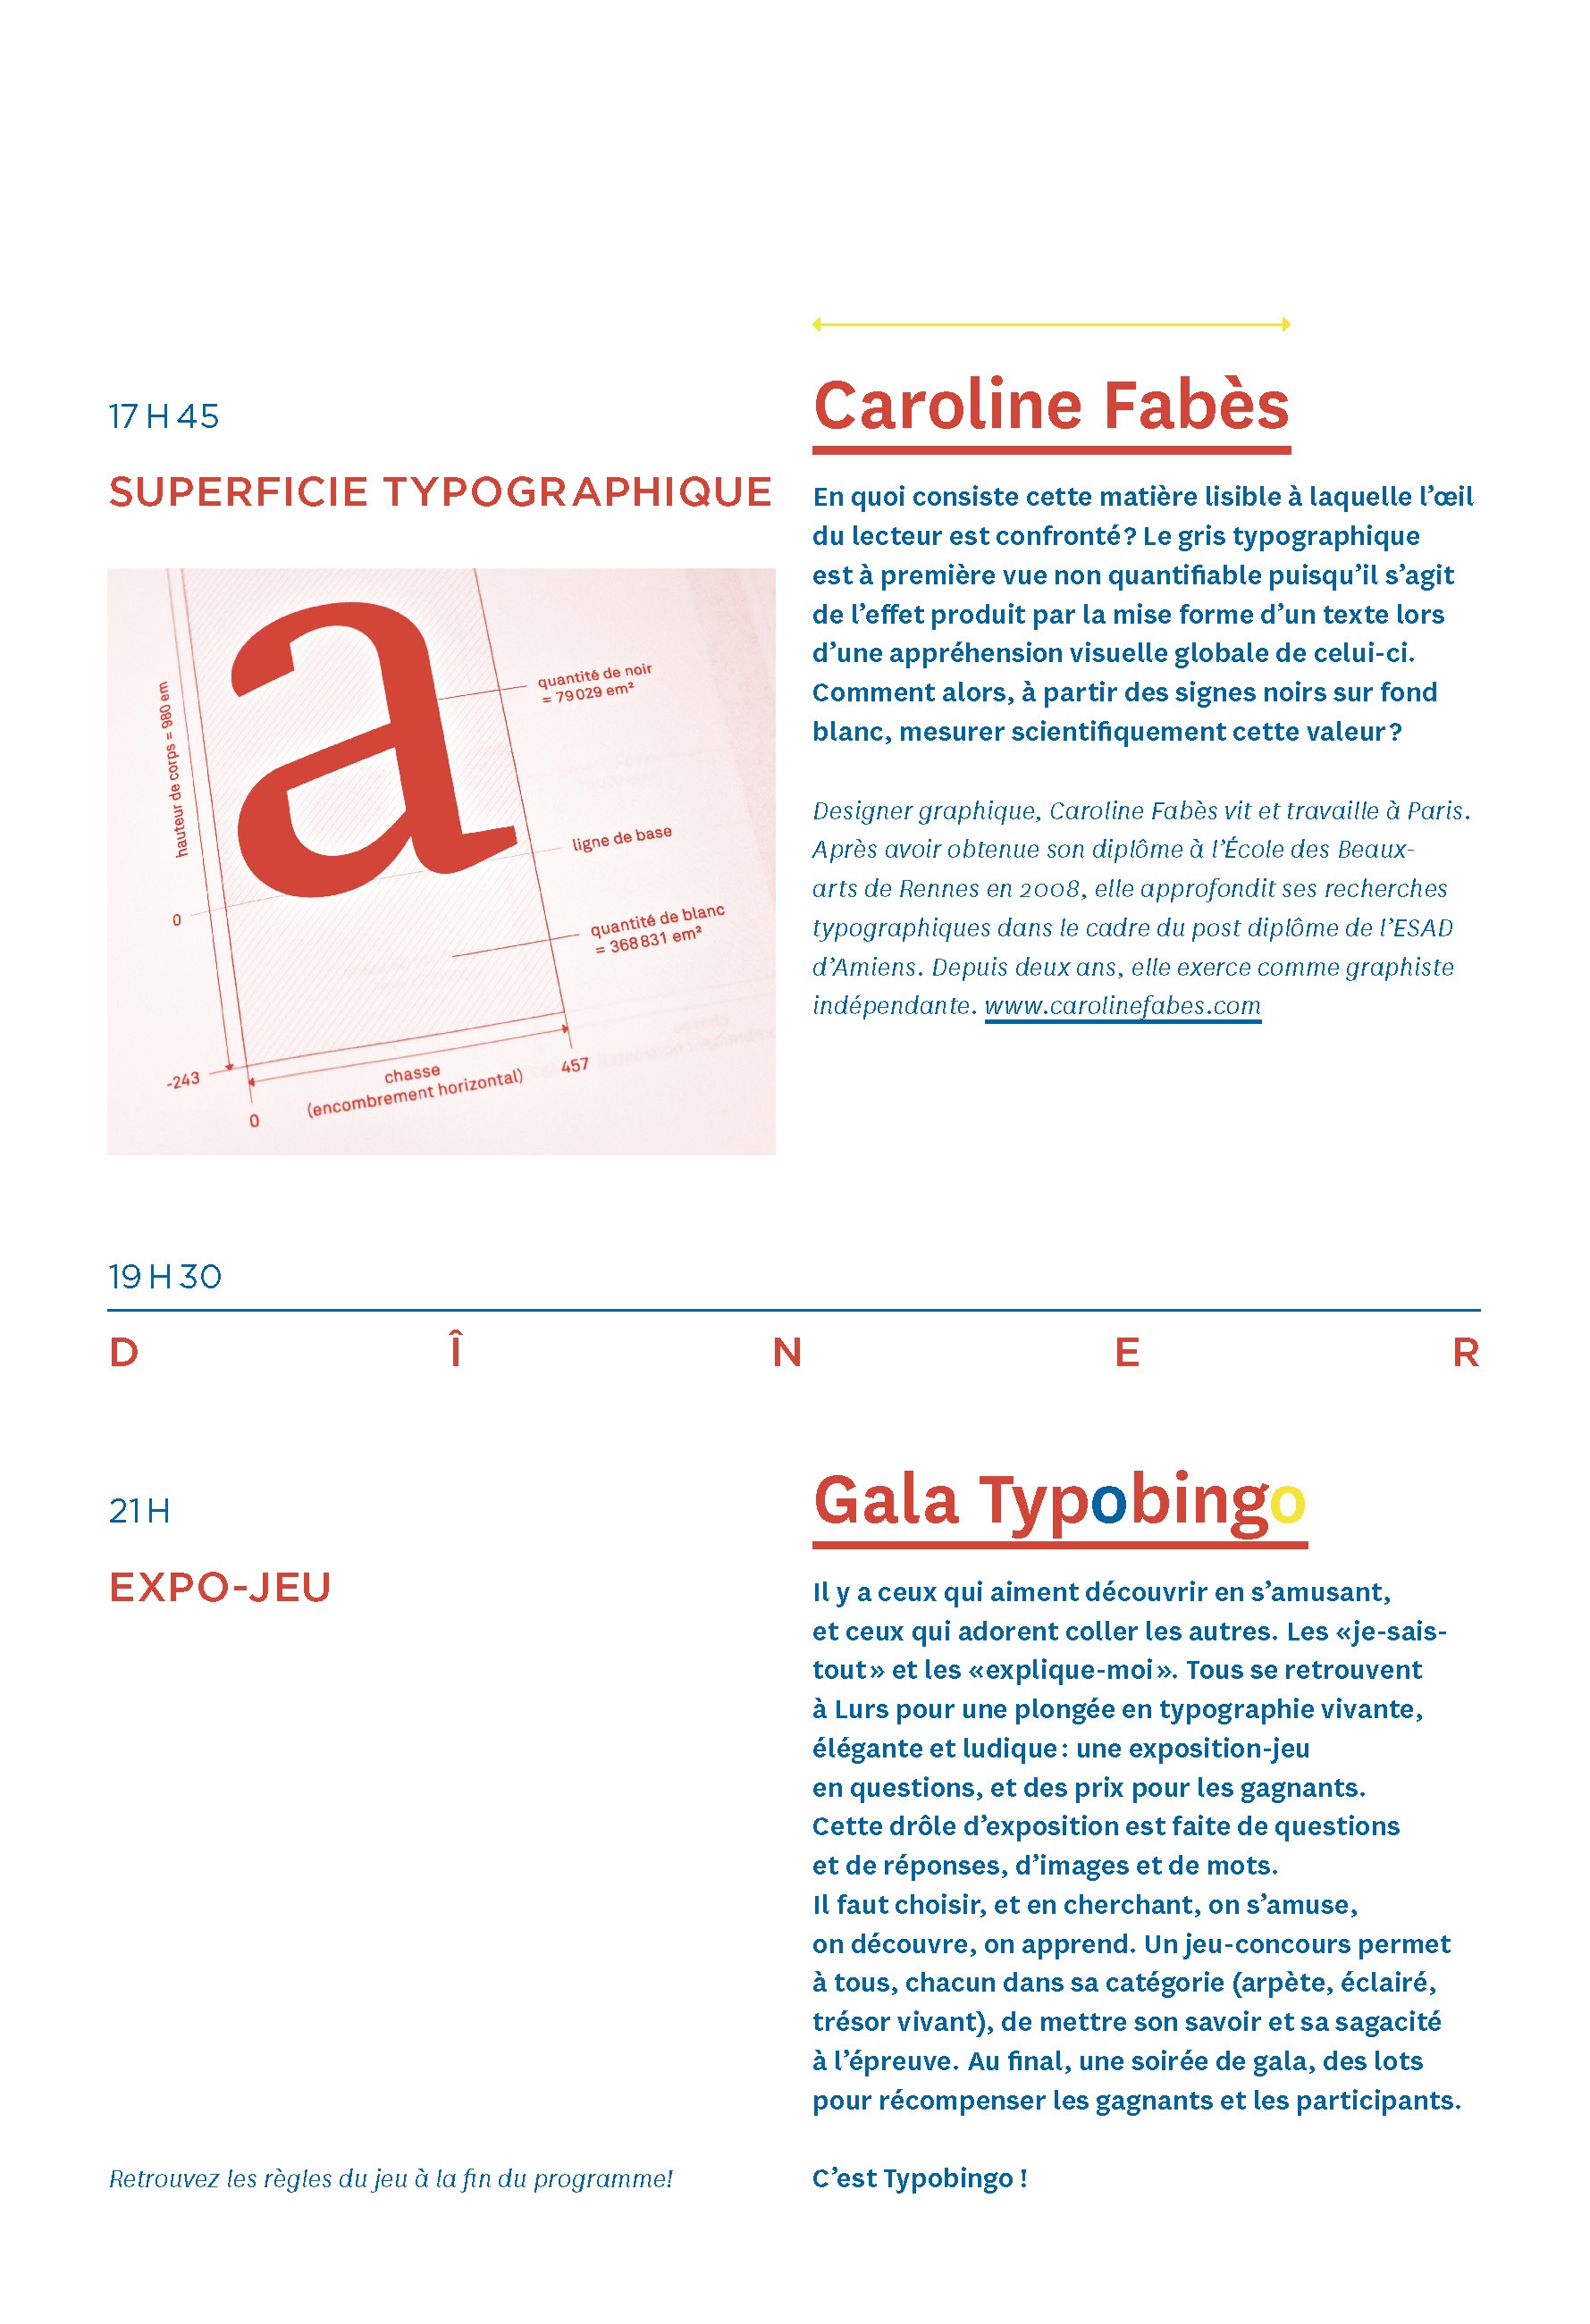 17 H 45
SUPERFICIE TYPOGRAPHIQUE
hauteur de corps = 980 em
quantité de noir
= 79 029 em²
ligne de base
0
quantité de blanc
= 368 831 em²
-243
chasse
(encombrement horizontal)
457
0
Caroline Fabès
En quoi consiste cette matière lisible à laquelle l’œil
du lecteur est confronté ? Le gris typographique
est à première vue non quantifiable puisqu’il s’agit
de l’effet produit par la mise forme d’un texte lors
d’une appréhension visuelle globale de celui-ci.
Comment alors, à partir des signes noirs sur fond
blanc, mesurer scientifiquement cette valeur ?
Designer graphique, Caroline Fabès vit et travaille à Paris.
Après avoir obtenue son diplôme à l’École des Beaux-
arts de Rennes en 2008, elle approfondit ses recherches
typographiques dans le cadre du post diplôme de l’ESAD
d’Amiens. Depuis deux ans, elle exerce comme graphiste
indépendante. www.carolinefabes.com
19 H 30
D Î N E R
21 H
EXPO-JEU
Gala Typobingo
Il y a ceux qui aiment découvrir en s’amusant,
et ceux qui adorent coller les autres. Les « je-sais-
tout » et les « explique-moi ». Tous se retrouvent
à Lurs pour une plongée en typographie vivante,
élégante et ludique : une exposition-jeu
en questions, et des prix pour les gagnants.
Cette drôle d’exposition est faite de questions
et de réponses, d’images et de mots.
Il faut choisir, et en cherchant, on s’amuse,
on découvre, on apprend. Un jeu-concours permet
à tous, chacun dans sa catégorie (arpète, éclairé,
trésor vivant), de mettre son savoir et sa sagacité
à l’épreuve. Au final, une soirée de gala, des lots
pour récompenser les gagnants et les participants.
Retrouvez les règles du jeu à la fin du programme!
C’est Typobingo !